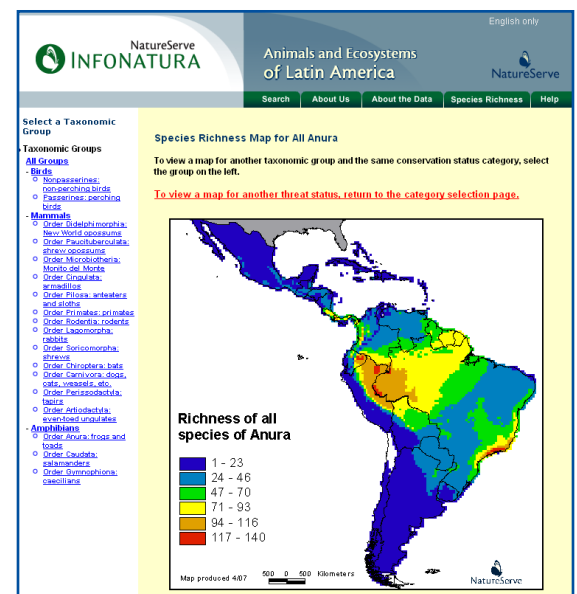 English only
NatureServe
INFONATURA
Animals and Ecosystems
of Latin America
NatureServe
Search
About Us
About the Data
Species Richness
Help
Select a Taxonomic
Group
Taxonomic Groups
All Groups
- Birds
Nonpasserines:
non-perching birds
Passerines: perching
birds
- Mammals
Order Didelphimorphia:
New World opossums
Order Paucituberculata:
shrew opossums
Order Microbiotheria:
Monito del Monte
Order Cingulata:
armadillos
Order Pilosa: anteaters
and sloths
Order Primates: primates
Order Rodentia: rodents
Order Lagomorpha:
rabbits
Order Soricomorpha:
shrews
Order Chiroptera: bats
Order Carnivora: dogs,
cats, weasels, etc.
Order Perissodactyla:
tapirs
Order Artiodactyla:
even-toed ungulates
- Amphibians
Order Anura: frogs and
toads
Order Caudata:
salamanders
Order Gymnophiona:
caecilians
Species Richness Map for All Anura
To view a map for another taxonomic group and the same conservation status category, select
the group on the left.
To view a map for another threat status, return to the category selection page.
Richness of all
species of Anura
1 - 23
24 - 46
47 - 70
71 - 93
94 - 116
117 - 140
Map produced 4/07
500 0 500 Kilometers
NatureServe